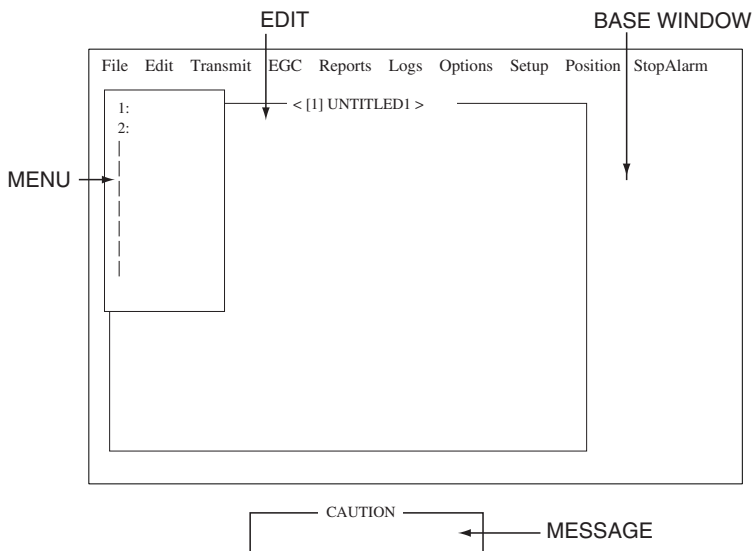 EDIT BASE WINDOW
File Edit Transmit EGC Reports Logs Options Setup Position StopAlarm
1: < [1] UNTITLED1 >
2:
MENU
CAUTION
MESSAGE